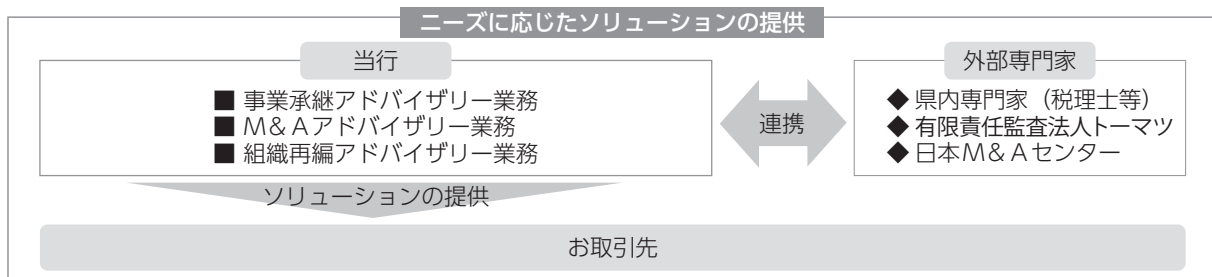 ニーズに応じたソリューションの提供
当行
■ 事業承継アドバイザリー業務
■ M&Aアドバイザリー業務
■ 組織再編アドバイザリー業務
連携
外部専門家
◆ 県内専門家（税理士等）
◆ 有限責任監査法人トーマツ
◆ 日本M&Aセンター
ソリューションの提供
お取引先